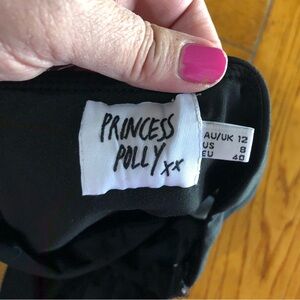 PRINCESS
POLLY xx
AU/UK 12
US 8
EU 40